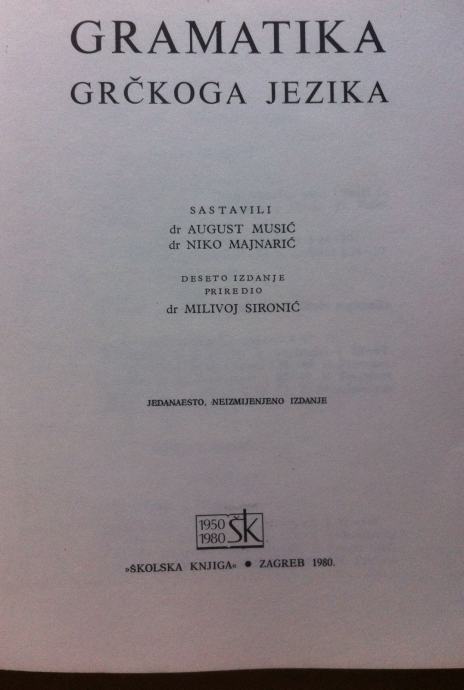 GRAMATIKA
GRČKOGA JEZIKA
SASTAVILI
dr AUGUST MUSIĆ
dr NIKO MAJNARIĆ
DESETO IZDANJE
PRIREDIO
dr MILIVOJ SIRONIĆ
JEDANAESTO, NEIZMIJENJENO IZDANJE
1950
1980 ŠK
»ŠKOLSKA KNJIGA« ● ZAGREB 1980.